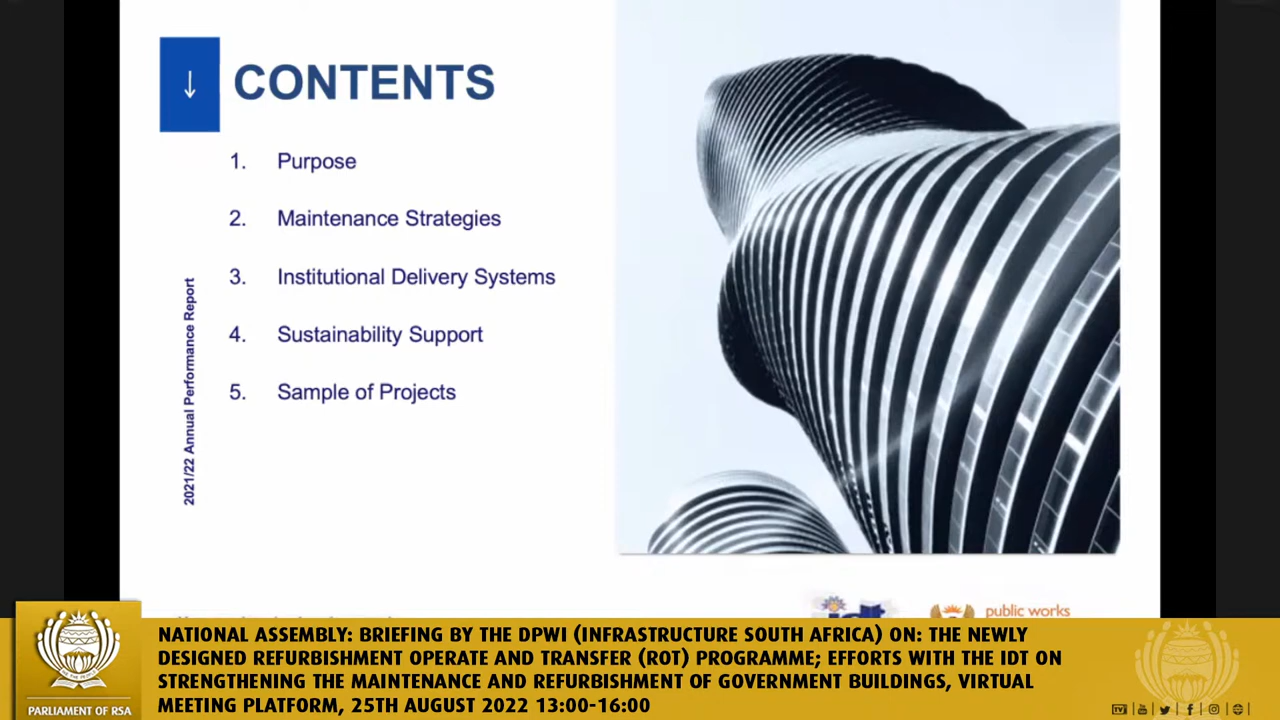 CONTENTS
1. Purpose
2. Maintenance Strategies
3. Institutional Delivery Systems
4. Sustainability Support
5. Sample of Projects
2021/22 Annual Performance Report
idt
public works
NATIONAL ASSEMBLY: BRIEFING BY THE DPWI (INFRASTRUCTURE SOUTH AFRICA) ON: THE NEWLY
DESIGNED REFURBISHMENT OPERATE AND TRANSFER (ROT) PROGRAMME; EFFORTS WITH THE IDT ON
STRENGTHENING THE MAINTENANCE AND REFURBISHMENT OF GOVERNMENT BUILDINGS, VIRTUAL
MEETING PLATFORM, 25TH AUGUST 2022 13:00-16:00
PARLIAMENT OF RSA